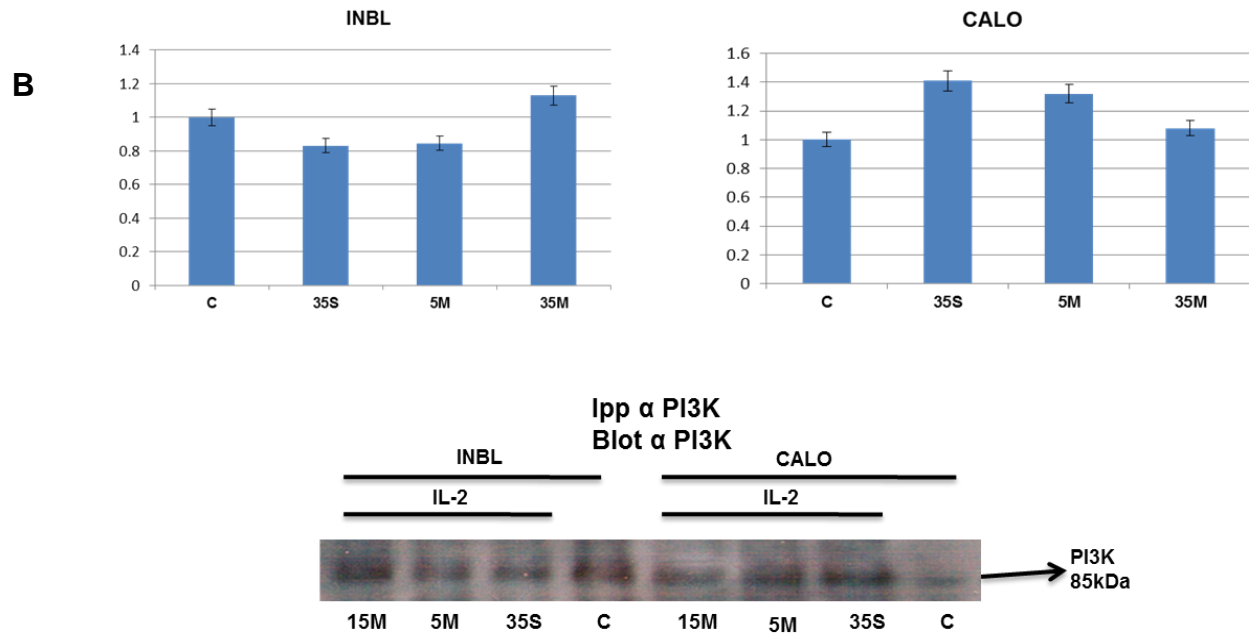 B
INBL
1.4
1.2
1
0.8
0.6
0.4
0.2
0
C 35S 5M 35M
CALO
1.6
1.4
1.2
1
0.8
0.6
0.4
0.2
0
C 35S 5M 35M
Ipp α PI3K
Blot α PI3K
INBL CALO
IL-2 IL-2
PI3K
85kDa
15M 5M 35S C 15M 5M 35S C